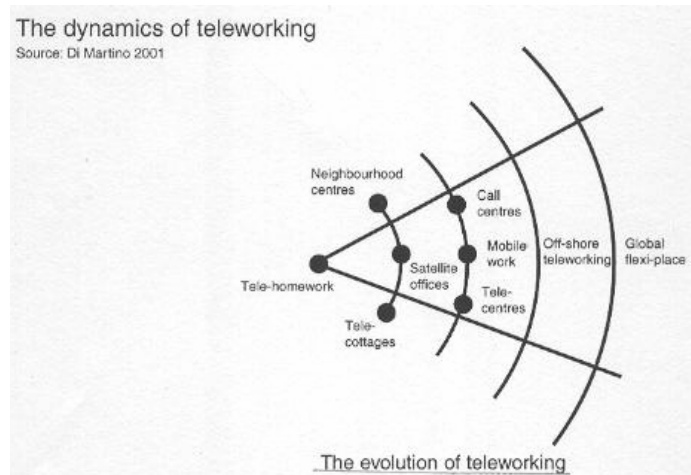 The dynamics of teleworking
Source: Di Martino 2001
Neighbourhood
centres
Call
centres
Mobile
work
Off-shore
teleworking
Global
flexi-place
Satellite
offices
Tele-homework
Tele-
centres
Tele-
cottages
The evolution of teleworking